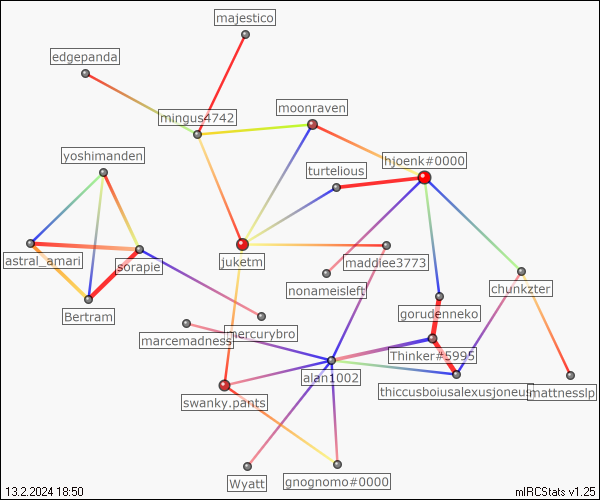 majestico
edgepanda
moonraven
mingus4742
yoshimanden
hjoenk#0000
turtelious
juketm
astral_amari
sorapie
maddiee3773
nonameisleft
chunkzter
gorudenneko
Bertram
mercurybro
marcemadness
Thinker#5995
alan1002
thiccusboiusalexusjoneus
mattnesslp
swanky.pants
Wyatt
gnognomo#0000
13.2.2024 18:50
mIRCStats v1.25